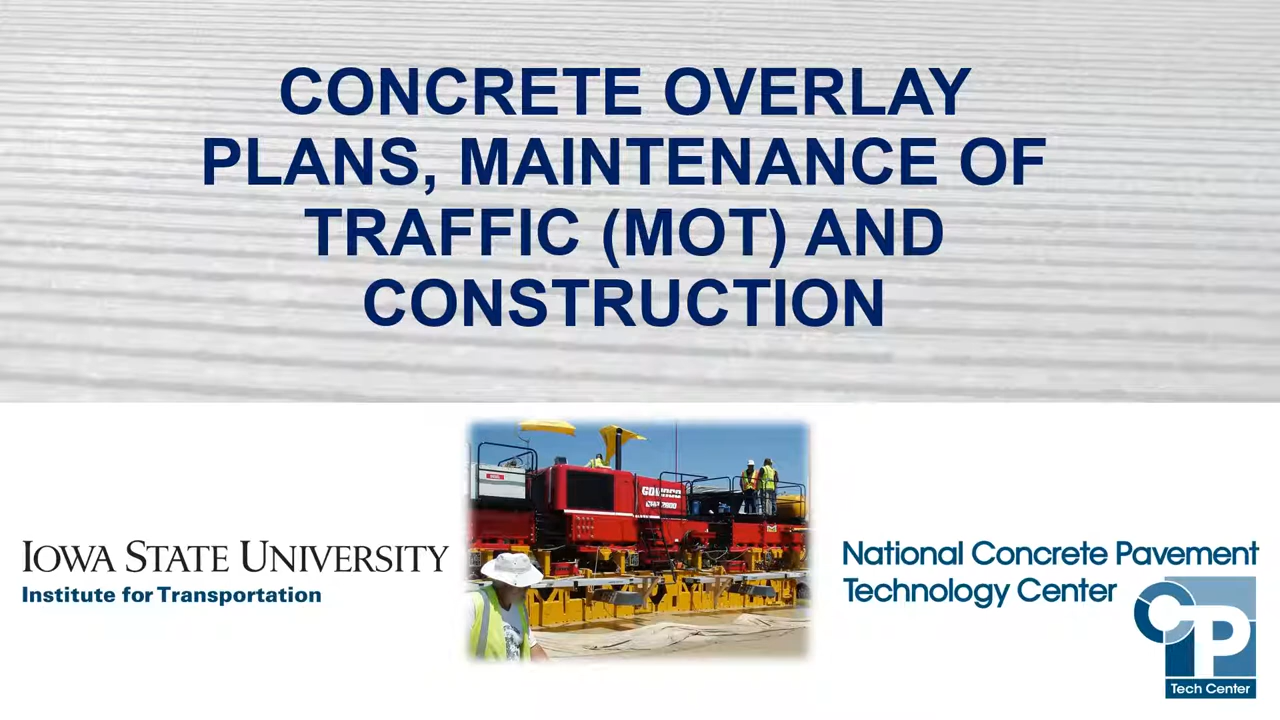 CONCRETE OVERLAY
PLANS, MAINTENANCE OF
TRAFFIC (MOT) AND
CONSTRUCTION
IOWA STATE UNIVERSITY
Institute for Transportation
GOMACO
National Concrete Pavement
Technology Center
CP
Tech Center